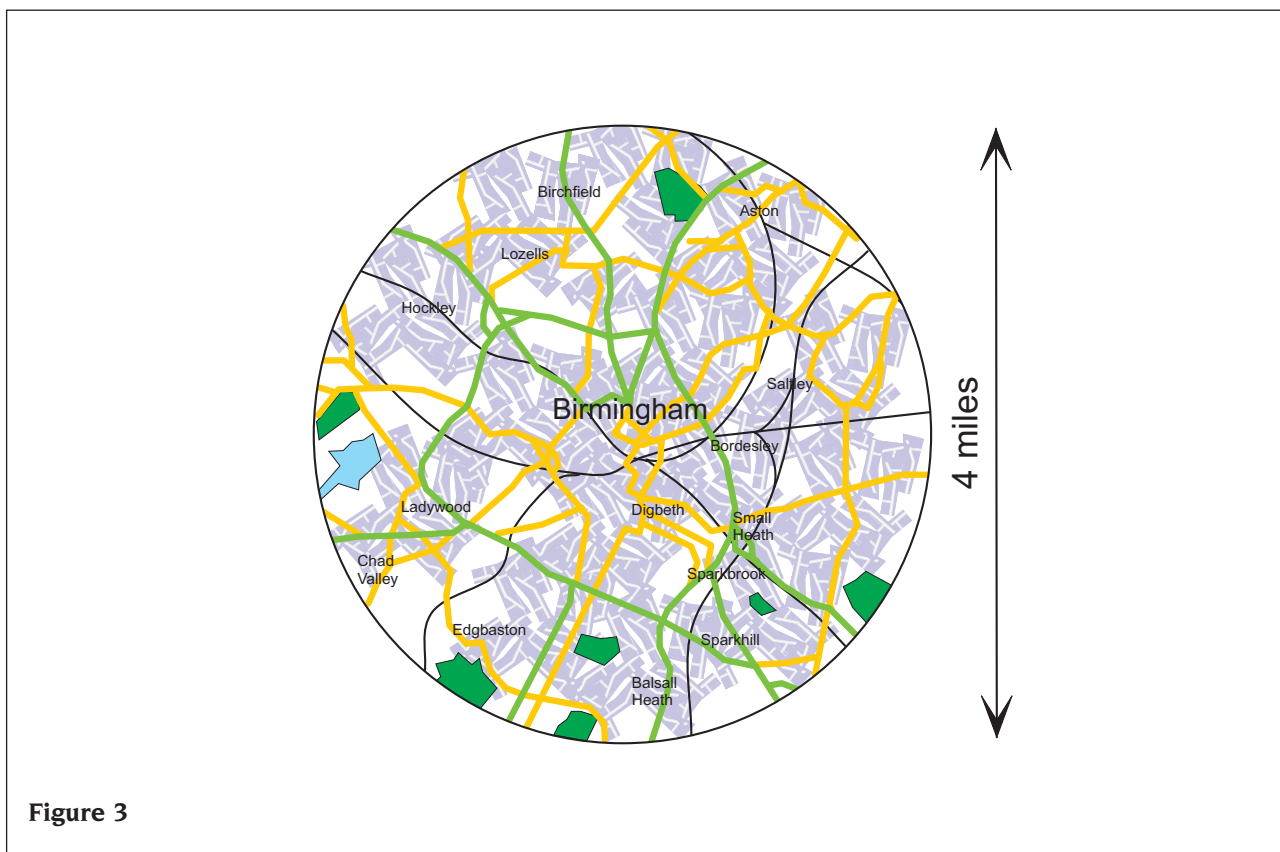 Birchfield
Aston
Lozells
Hockley
Saltley
Birmingham
Bordesley
Ladywood
Digbeth
Small
Heath
Chad
Valley
Sparkbrook
Edgbaston
Sparkhill
Balsall
Heath
4 miles
Figure 3